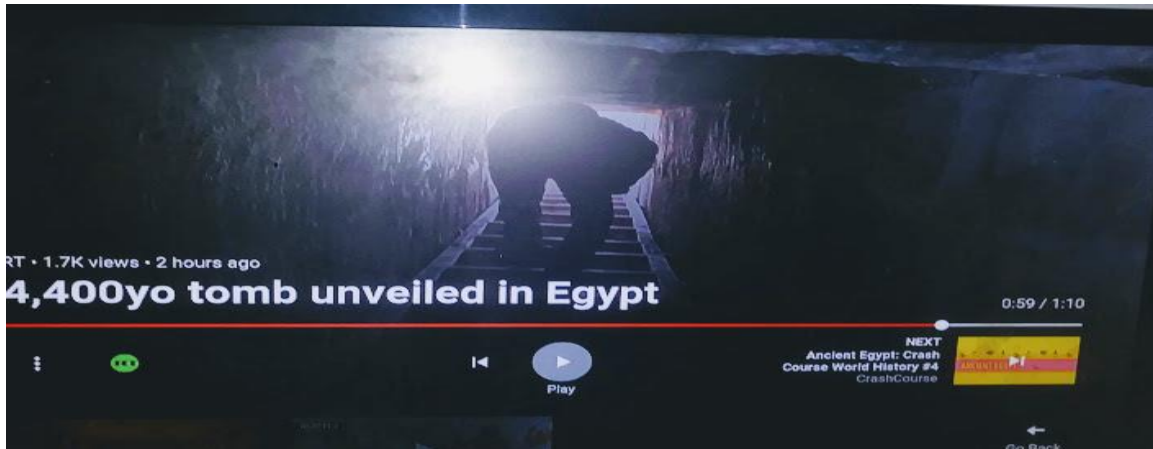 RT • 1.7K views • 2 hours ago
4,400yo tomb unveiled in Egypt
0:59 / 1:10
NEXT
Ancient Egypt: Crash
Course World History #4
CrashCourse
Play
Go Back